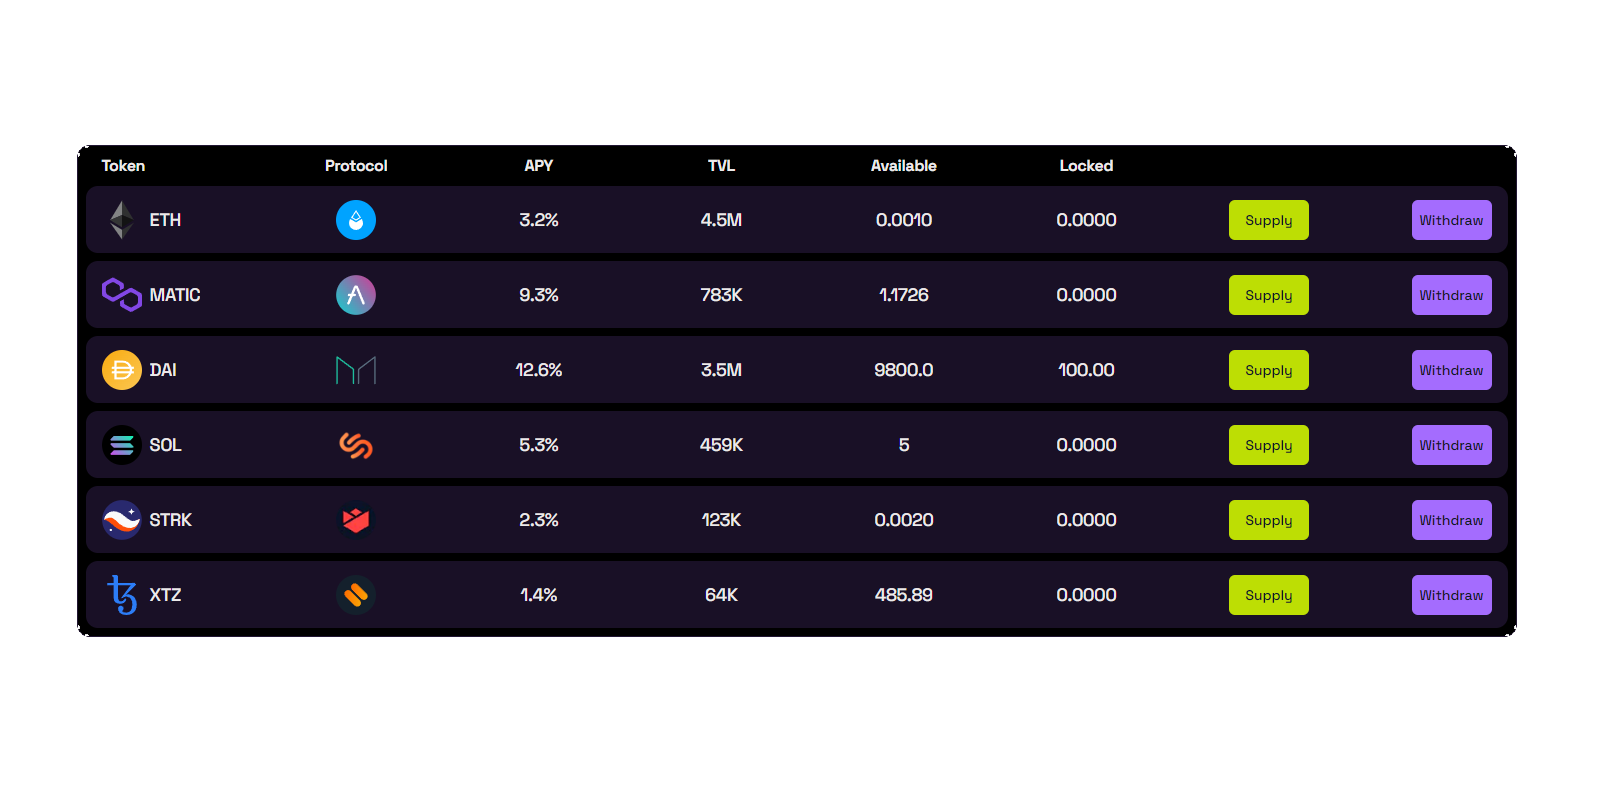 Token Protocol APY TVL Available Locked
ETH 3.2% 4.5M 0.0010 0.0000 Supply Withdraw
MATIC 9.3% 783K 1.1726 0.0000 Supply Withdraw
DAI 12.6% 3.5M 9800.0 100.00 Supply Withdraw
SOL 5.3% 459K 5 0.0000 Supply Withdraw
STRK 2.3% 123K 0.0020 0.0000 Supply Withdraw
XTZ 1.4% 64K 485.89 0.0000 Supply Withdraw